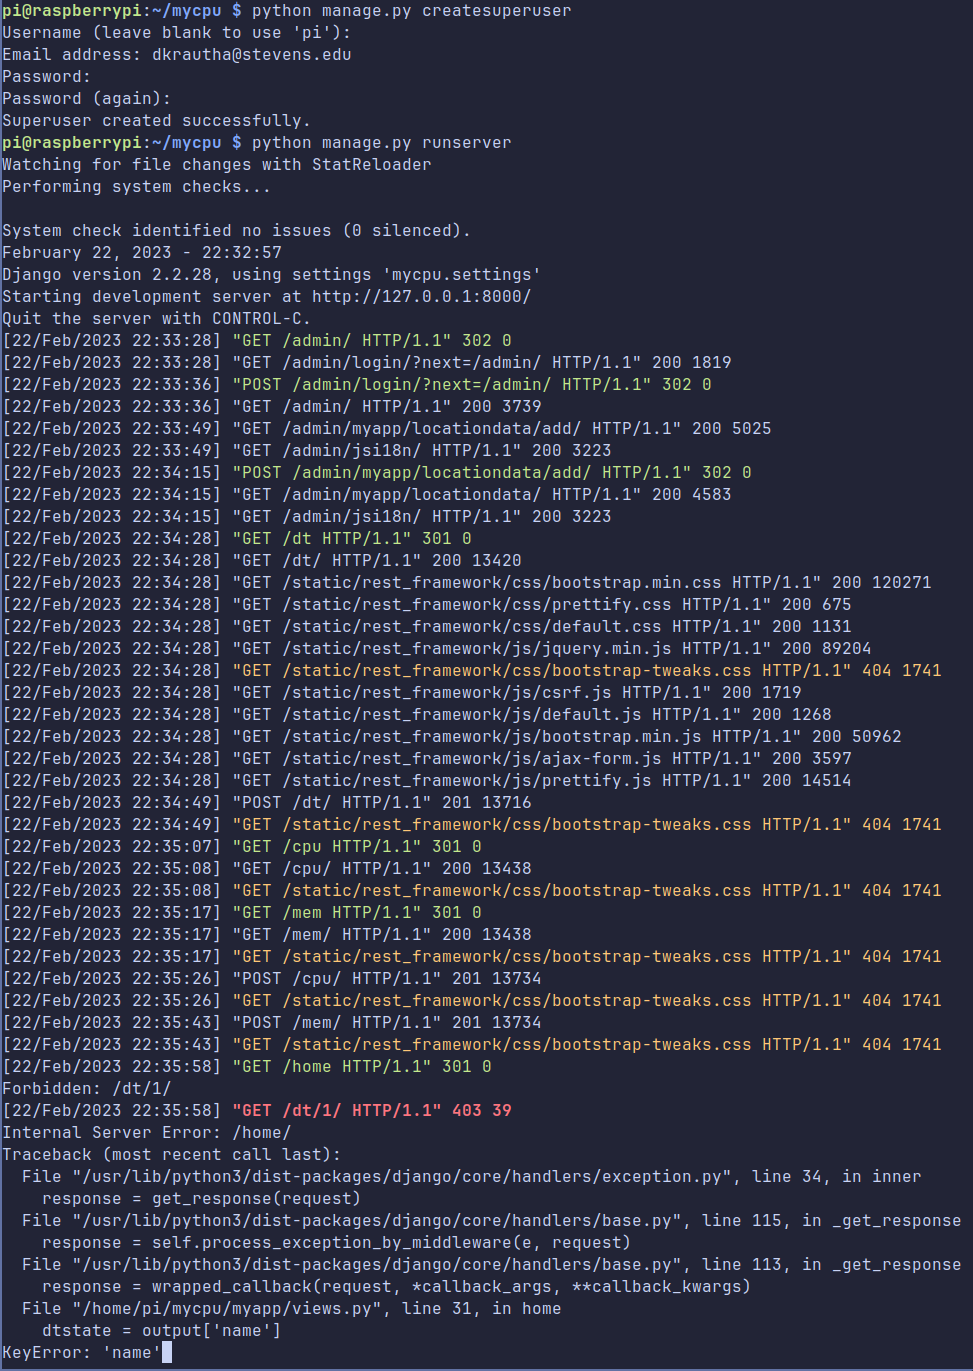 pi@raspberrypi:~/mycpu $ python manage.py createsuperuser
Username (leave blank to use 'pi'):
Email address: dkrautha@stevens.edu
Password:
Password (again):
Superuser created successfully.
pi@raspberrypi:~/mycpu $ python manage.py runserver
Watching for file changes with StatReloader
Performing system checks...

System check identified no issues (0 silenced).
February 22, 2023 - 22:32:57
Django version 2.2.28, using settings 'mycpu.settings'
Starting development server at http://127.0.0.1:8000/
Quit the server with CONTROL-C.
[22/Feb/2023 22:33:28] "GET /admin/ HTTP/1.1" 302 0
[22/Feb/2023 22:33:28] "GET /admin/login/?next=/admin/ HTTP/1.1" 200 1819
[22/Feb/2023 22:33:36] "POST /admin/login/?next=/admin/ HTTP/1.1" 302 0
[22/Feb/2023 22:33:36] "GET /admin/ HTTP/1.1" 200 3739
[22/Feb/2023 22:33:49] "GET /admin/myapp/locationdata/add/ HTTP/1.1" 200 5025
[22/Feb/2023 22:33:49] "GET /admin/jsi18n/ HTTP/1.1" 200 3223
[22/Feb/2023 22:34:15] "POST /admin/myapp/locationdata/add/ HTTP/1.1" 302 0
[22/Feb/2023 22:34:15] "GET /admin/myapp/locationdata/ HTTP/1.1" 200 4583
[22/Feb/2023 22:34:15] "GET /admin/jsi18n/ HTTP/1.1" 200 3223
[22/Feb/2023 22:34:28] "GET /dt HTTP/1.1" 301 0
[22/Feb/2023 22:34:28] "GET /dt/ HTTP/1.1" 200 13420
[22/Feb/2023 22:34:28] "GET /static/rest_framework/css/bootstrap.min.css HTTP/1.1" 200 120271
[22/Feb/2023 22:34:28] "GET /static/rest_framework/css/prettify.css HTTP/1.1" 200 675
[22/Feb/2023 22:34:28] "GET /static/rest_framework/css/default.css HTTP/1.1" 200 1131
[22/Feb/2023 22:34:28] "GET /static/rest_framework/js/jquery.min.js HTTP/1.1" 200 89204
[22/Feb/2023 22:34:28] "GET /static/rest_framework/css/bootstrap-tweaks.css HTTP/1.1" 404 1741
[22/Feb/2023 22:34:28] "GET /static/rest_framework/js/csrf.js HTTP/1.1" 200 1719
[22/Feb/2023 22:34:28] "GET /static/rest_framework/js/default.js HTTP/1.1" 200 1268
[22/Feb/2023 22:34:28] "GET /static/rest_framework/js/bootstrap.min.js HTTP/1.1" 200 50962
[22/Feb/2023 22:34:28] "GET /static/rest_framework/js/ajax-form.js HTTP/1.1" 200 3597
[22/Feb/2023 22:34:28] "GET /static/rest_framework/js/prettify.js HTTP/1.1" 200 14514
[22/Feb/2023 22:34:49] "POST /dt/ HTTP/1.1" 201 13716
[22/Feb/2023 22:34:49] "GET /static/rest_framework/css/bootstrap-tweaks.css HTTP/1.1" 404 1741
[22/Feb/2023 22:35:07] "GET /cpu HTTP/1.1" 301 0
[22/Feb/2023 22:35:08] "GET /cpu/ HTTP/1.1" 200 13438
[22/Feb/2023 22:35:08] "GET /static/rest_framework/css/bootstrap-tweaks.css HTTP/1.1" 404 1741
[22/Feb/2023 22:35:17] "GET /mem HTTP/1.1" 301 0
[22/Feb/2023 22:35:17] "GET /mem/ HTTP/1.1" 200 13438
[22/Feb/2023 22:35:17] "GET /static/rest_framework/css/bootstrap-tweaks.css HTTP/1.1" 404 1741
[22/Feb/2023 22:35:26] "POST /cpu/ HTTP/1.1" 201 13734
[22/Feb/2023 22:35:26] "GET /static/rest_framework/css/bootstrap-tweaks.css HTTP/1.1" 404 1741
[22/Feb/2023 22:35:43] "POST /mem/ HTTP/1.1" 201 13734
[22/Feb/2023 22:35:43] "GET /static/rest_framework/css/bootstrap-tweaks.css HTTP/1.1" 404 1741
[22/Feb/2023 22:35:58] "GET /home HTTP/1.1" 301 0
Forbidden: /dt/1/
[22/Feb/2023 22:35:58] "GET /dt/1/ HTTP/1.1" 403 39
Internal Server Error: /home/
Traceback (most recent call last):
  File "/usr/lib/python3/dist-packages/django/core/handlers/exception.py", line 34, in inner
    response = get_response(request)
  File "/usr/lib/python3/dist-packages/django/core/handlers/base.py", line 115, in _get_response
    response = self.process_exception_by_middleware(e, request)
  File "/usr/lib/python3/dist-packages/django/core/handlers/base.py", line 113, in _get_response
    response = wrapped_callback(request, *callback_args, **callback_kwargs)
  File "/home/pi/mycpu/myapp/views.py", line 31, in home
    dtstate = output['name']
KeyError: 'name'